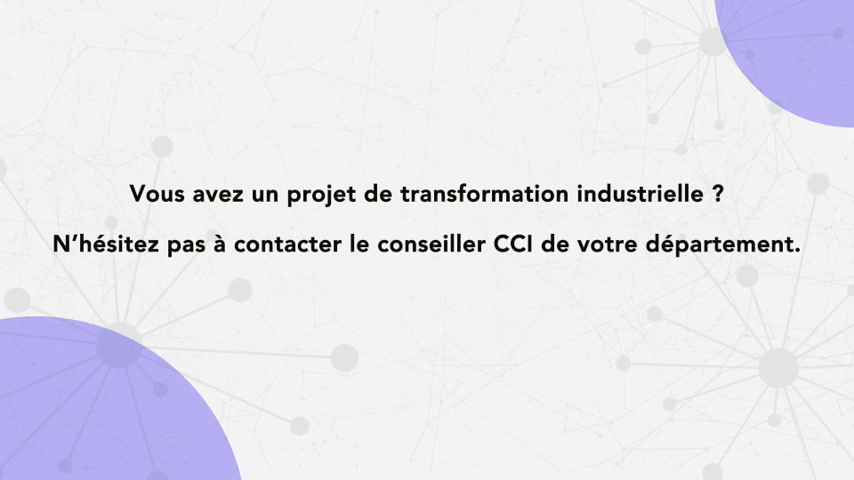 Vous avez un projet de transformation industrielle ?
N’hésitez pas à contacter le conseiller CCI de votre département.